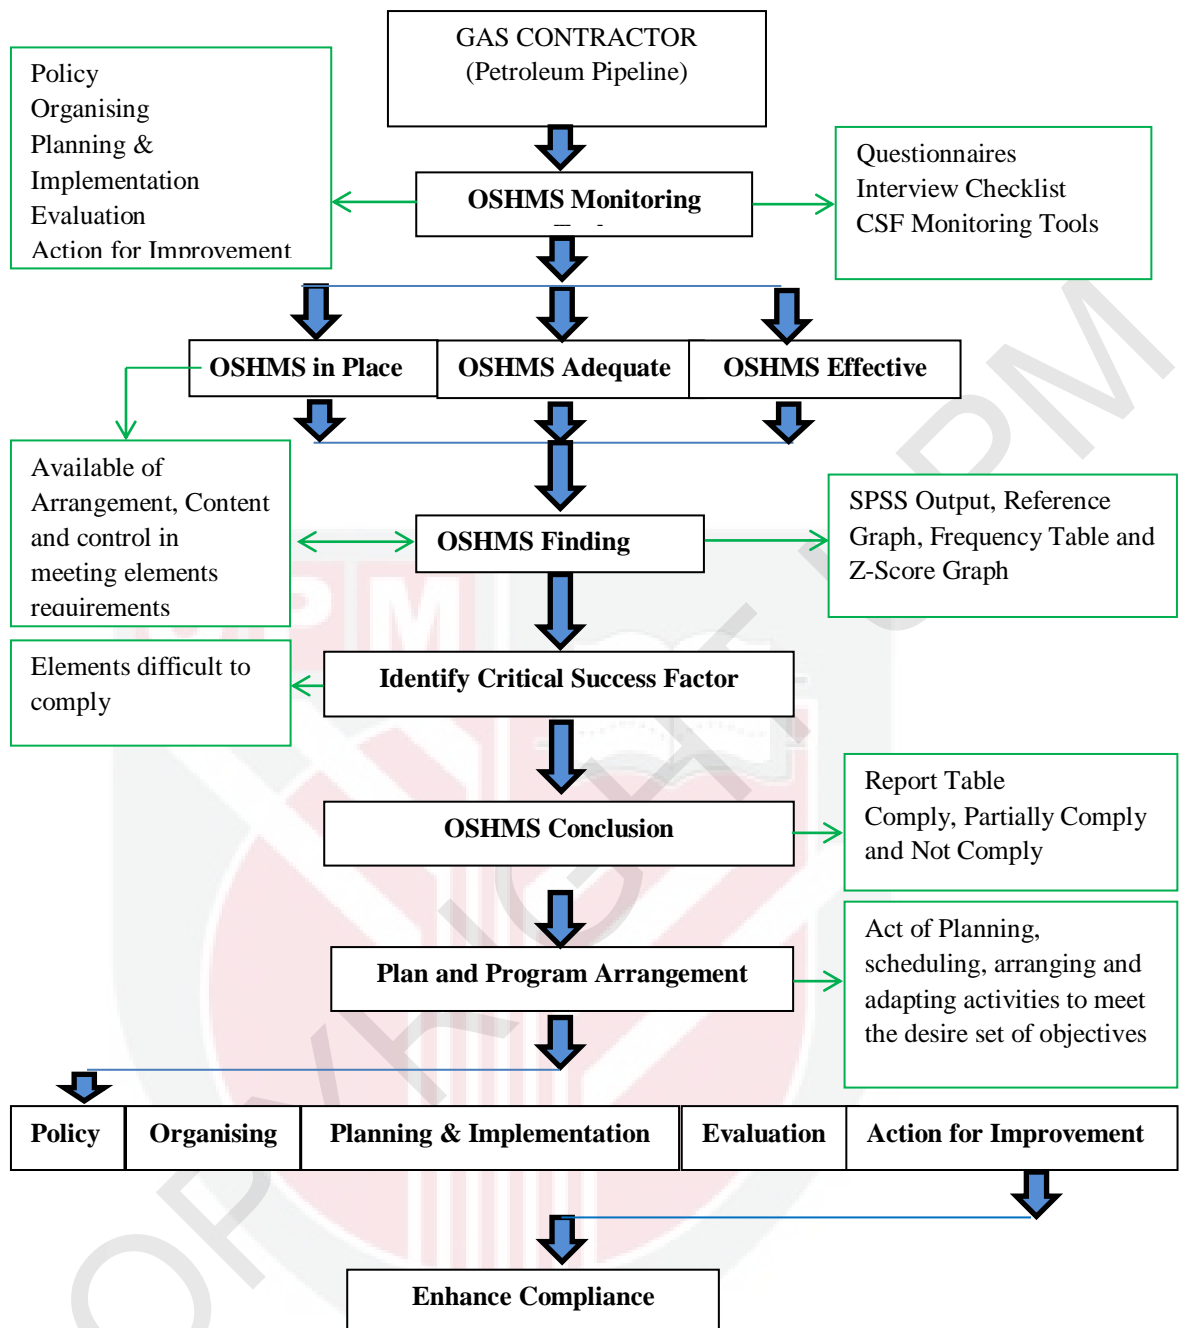 GAS CONTRACTOR
(Petroleum Pipeline)
Policy
Organising
Planning &
Implementation
Evaluation
Action for Improvement
OSHMS Monitoring
Questionnaires
Interview Checklist
CSF Monitoring Tools
OSHMS in Place
OSHMS Adequate
OSHMS Effective
Available of
Arrangement, Content
and control in
meeting elements
requirements
OSHMS Finding
SPSS Output, Reference
Graph, Frequency Table and
Z-Score Graph
Elements difficult to
comply
Identify Critical Success Factor
OSHMS Conclusion
Report Table
Comply, Partially Comply
and Not Comply
Plan and Program Arrangement
Act of Planning,
scheduling, arranging and
adapting activities to meet
the desire set of objectives
Policy
Organising
Planning & Implementation
Evaluation
Action for Improvement
Enhance Compliance
COPYRIGHT UPM
UPM